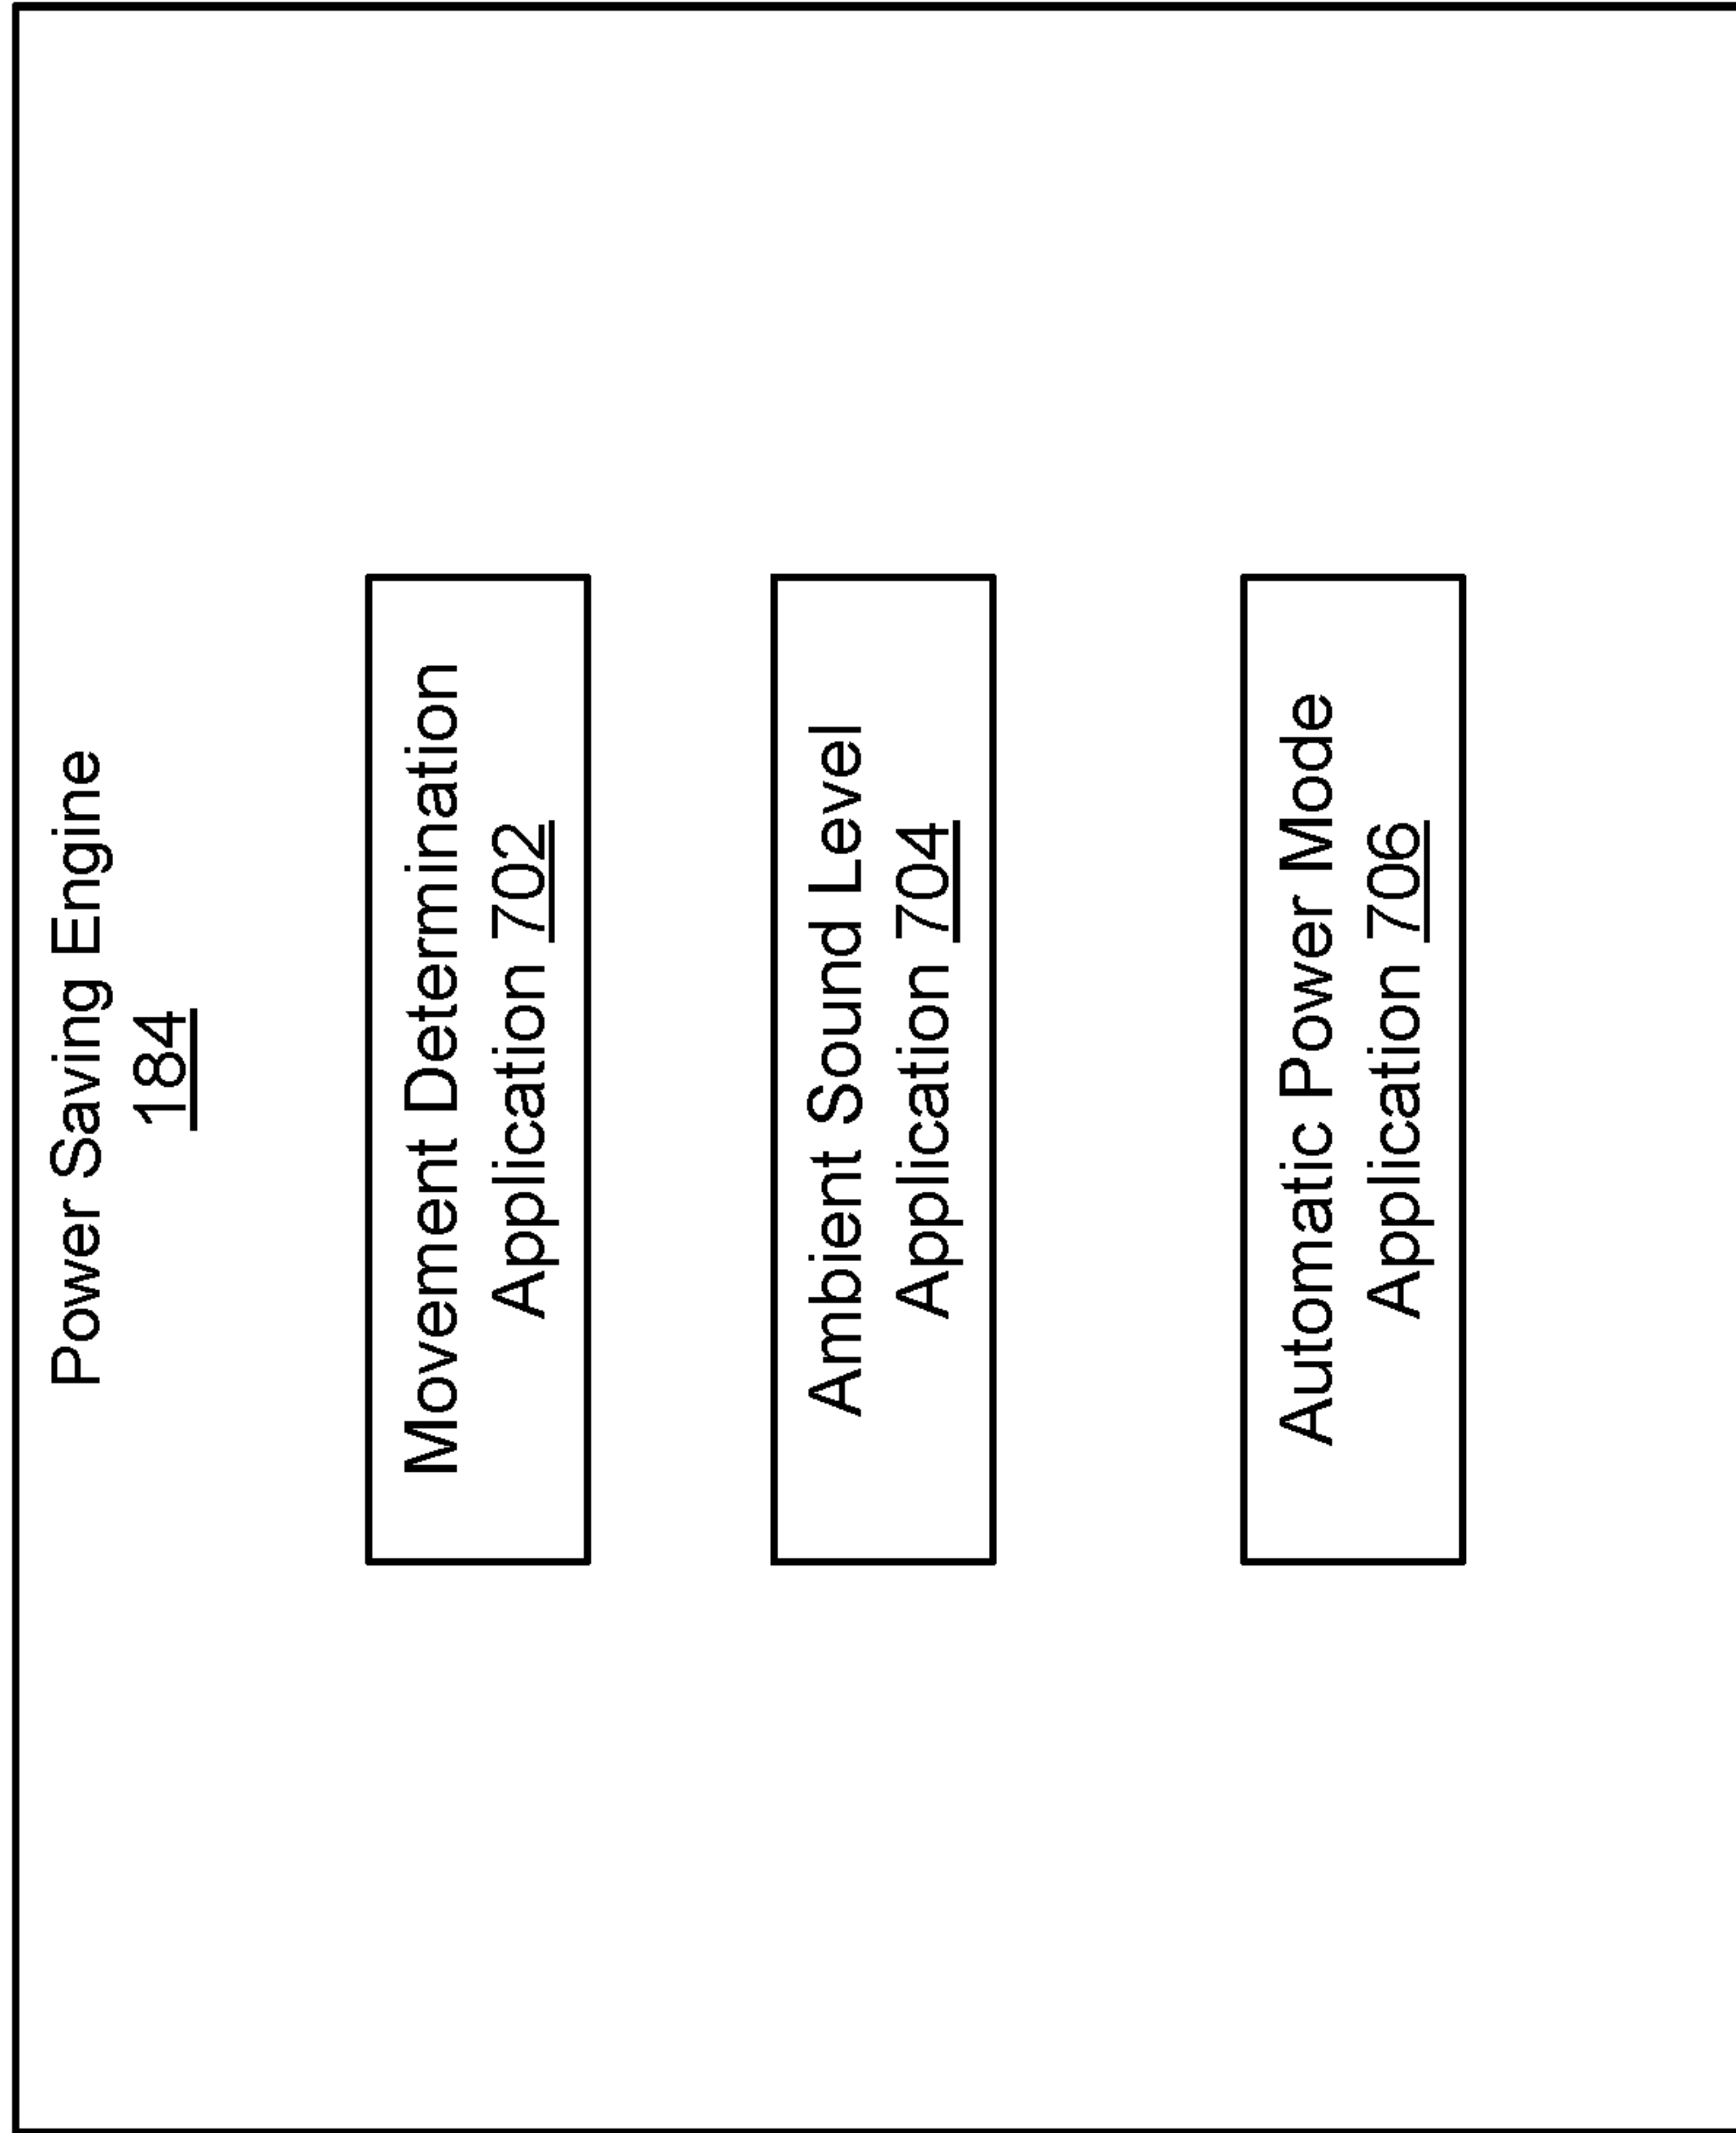 Power Saving Engine
184
Movement Determination
Application 702
Ambient Sound Level
Application 704
Automatic Power Mode
Application 706